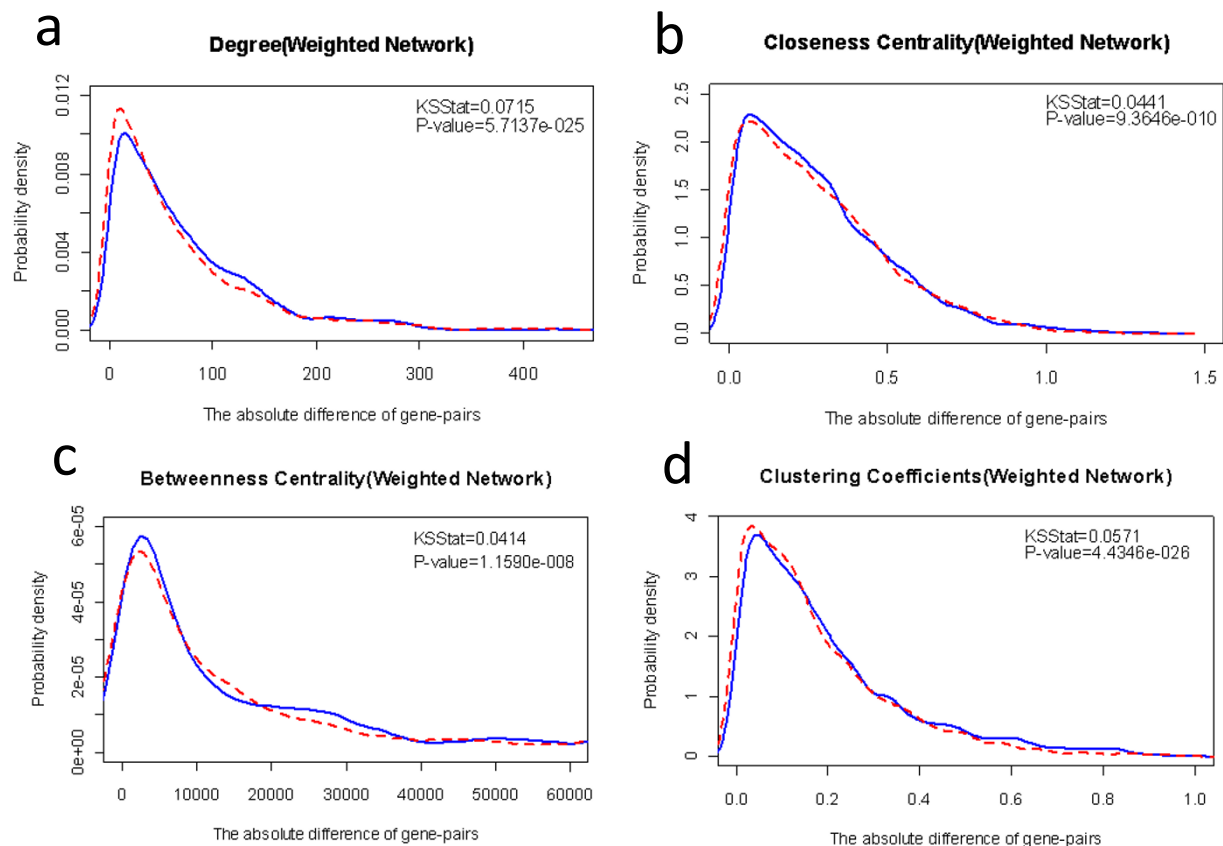 a
Degree(Weighted Network)
KSStat=0.0715
P-value=5.7137e-025
Probability density
0.000
0.004
0.008
0.012
0
100
200
300
400
The absolute difference of gene-pairs
b
Closeness Centrality(Weighted Network)
KSStat=0.0441
P-value=9.3646e-010
Probability density
0.0
0.5
1.0
1.5
2.0
2.5
0.0
0.5
1.0
1.5
The absolute difference of gene-pairs
c
Betweenness Centrality(Weighted Network)
KSStat=0.0414
P-value=1.1590e-008
Probability density
0e+00
2e-05
4e-05
6e-05
0
10000
20000
30000
40000
50000
60000
The absolute difference of gene-pairs
d
Clustering Coefficients(Weighted Network)
KSStat=0.0571
P-value=4.4346e-026
Probability density
0
1
2
3
4
0.0
0.2
0.4
0.6
0.8
1.0
The absolute difference of gene-pairs